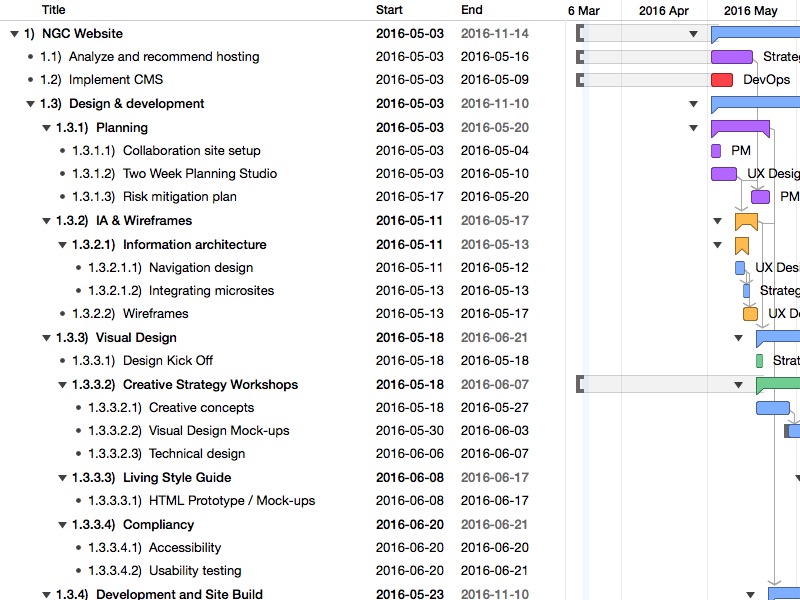 Title Start End 6 Mar 2016 Apr 2016 May
1) NGC Website 2016-05-03 2016-11-14
1.1) Analyze and recommend hosting 2016-05-03 2016-05-16
1.2) Implement CMS 2016-05-03 2016-05-09 DevOps
1.3) Design & development 2016-05-03 2016-11-10
1.3.1) Planning 2016-05-03 2016-05-20
1.3.1.1) Collaboration site setup 2016-05-03 2016-05-04 PM
1.3.1.2) Two Week Planning Studio 2016-05-03 2016-05-10 UX Desig
1.3.1.3) Risk mitigation plan 2016-05-17 2016-05-20 PM
1.3.2) IA & Wireframes 2016-05-11 2016-05-17
1.3.2.1) Information architecture 2016-05-11 2016-05-13
1.3.2.1.1) Navigation design 2016-05-11 2016-05-12 UX Desi
1.3.2.1.2) Integrating microsites 2016-05-13 2016-05-13 Strateg
1.3.2.2) Wireframes 2016-05-13 2016-05-17 UX De
1.3.3) Visual Design 2016-05-18 2016-06-21
1.3.3.1) Design Kick Off 2016-05-18 2016-05-18 Strat
1.3.3.2) Creative Strategy Workshops 2016-05-18 2016-06-07
1.3.3.2.1) Creative concepts 2016-05-18 2016-05-27
1.3.3.2.2) Visual Design Mock-ups 2016-05-30 2016-06-03
1.3.3.2.3) Technical design 2016-06-06 2016-06-07
1.3.3.3) Living Style Guide 2016-06-08 2016-06-17
1.3.3.3.1) HTML Prototype / Mock-ups 2016-06-08 2016-06-17
1.3.3.4) Compliancy 2016-06-20 2016-06-21
1.3.3.4.1) Accessibility 2016-06-20 2016-06-20
1.3.3.4.2) Usability testing 2016-06-20 2016-06-21
1.3.4) Development and Site Build 2016-05-23 2016-11-10